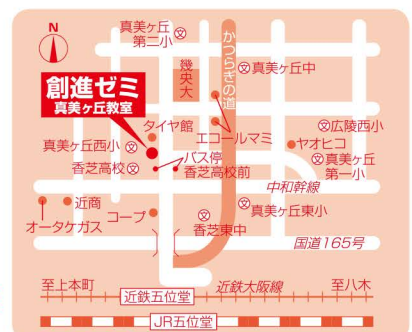 N
真美ヶ丘
第二小
かつらぎの道
幾央大
真美ヶ丘中
創進ゼミ
真美ヶ丘教室
タイヤ館
エコールマミ
広陵西小
ヤオヒコ
真美ヶ丘西小
バス停
香芝高校前
香芝高校
真美ヶ丘
第一小
中和幹線
近商
オータケガス
コープ
真美ヶ丘東小
香芝東中
国道165号
至上本町
近鉄大阪線
至八木
近鉄五位堂
JR五位堂